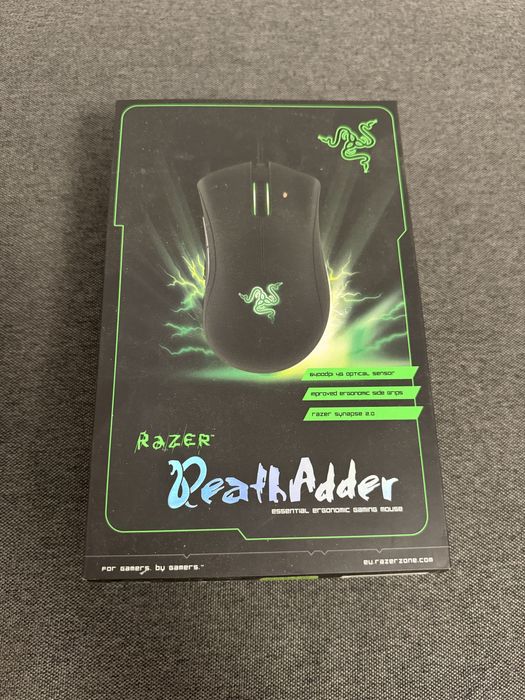 6400dpi 4G optical sensor
improved ergonomic side grips
razer synapse 2.0
RAZER™
DeathAdder
essential ergonomic gaming mouse
FOR Gamers. by Gamers.™
eu.razerzone.com